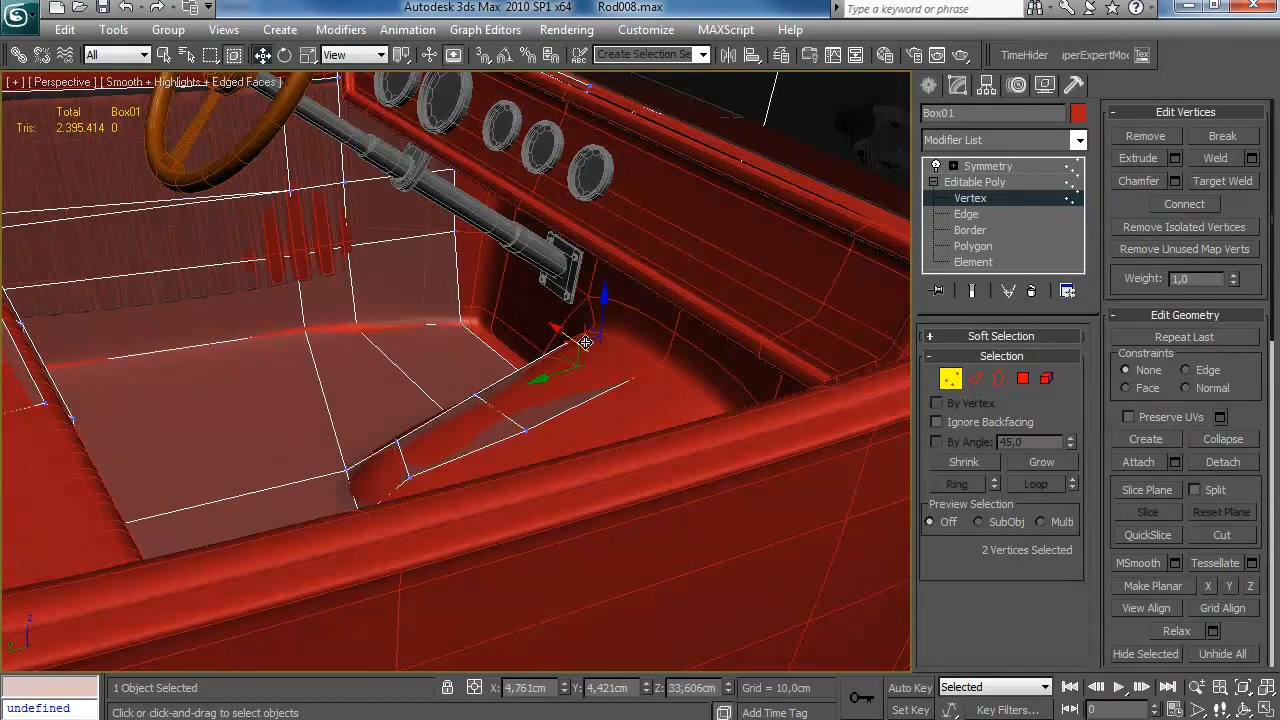 Autodesk 3ds Max 2010 SP1 x64 Rod008.max
Type a keyword or phrase
File Edit Tools Group Views Create Modifiers Animation Graph Editors Rendering Customize MAXScript Help
All View Create Selection Se TimeHider
[ + ] [ Perspective ] [ Smooth + Highlights + Edged Faces ]
Total Box01
Tris: 2.395.414 0
Box01
Modifier List
Symmetry
Editable Poly
Vertex
Edge
Border
Polygon
Element
Soft Selection
Selection
By Vertex
Ignore Backfacing
By Angle: 45,0
Shrink Grow
Ring Loop
Preview Selection
Off SubObj Multi
2 Vertices Selected
Edit Vertices
Remove Break
Extrude Weld
Chamfer Target Weld
Connect
Remove Isolated Vertices
Remove Unused Map Verts
Weight: 1,0
Edit Geometry
Repeat Last
Constraints
None Edge
Face Normal
Preserve UVs
Create Collapse
Attach Detach
Slice Plane Split
Slice Reset Plane
QuickSlice Cut
MSmooth Tessellate
Make Planar X Y Z
View Align Grid Align
Relax
Hide Selected Unhide All
z
y
undefined
1 Object Selected X: 4,761cm Y: 4,421cm Z: 33,606cm Grid = 10,0cm
Click or click-and-drag to select objects Add Time Tag
Auto Key Selected
Set Key Key Filters... 0